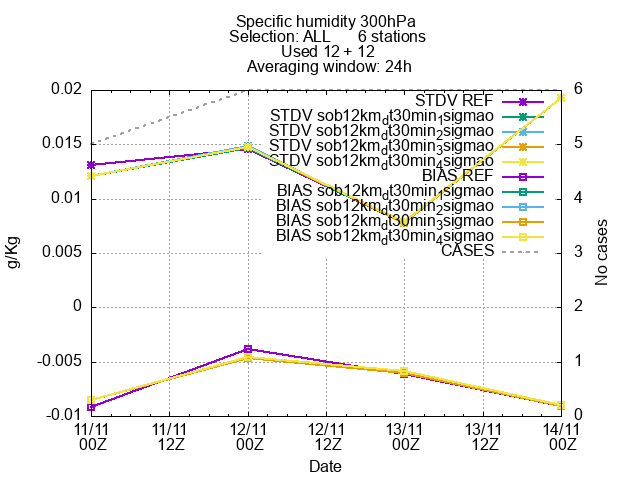 Specific humidity 300hPa
Selection: ALL 6 stations
Used 12 + 12
Averaging window: 24h
0.02
0.015
0.01
0.005
0
-0.005
-0.01
g/Kg
6
5
4
3
2
1
0
No cases
STDV REF
STDV sob12km_dt30min_1sigmao
STDV sob12km_dt30min_2sigmao
STDV sob12km_dt30min_3sigmao
STDV sob12km_dt30min_4sigmao
BIAS REF
BIAS sob12km_dt30min_1sigmao
BIAS sob12km_dt30min_2sigmao
BIAS sob12km_dt30min_3sigmao
BIAS sob12km_dt30min_4sigmao
CASES
11/11 11/11 12/11 12/11 13/11 13/11 14/11
00Z 12Z 00Z 12Z 00Z 12Z 00Z
Date